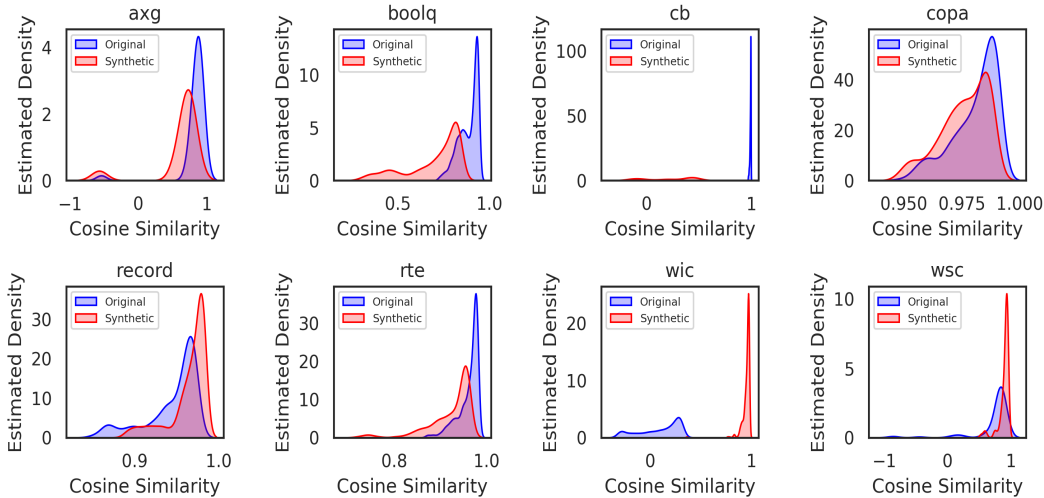 axg
Estimated Density
Original
Synthetic
4
2
0
−1 0 1
Cosine Similarity
boolq
Estimated Density
Original
Synthetic
10
5
0
0.5 1.0
Cosine Similarity
cb
Estimated Density
Original
Synthetic
100
50
0
0 1
Cosine Similarity
copa
Estimated Density
Original
Synthetic
40
20
0
0.950 0.975 1.000
Cosine Similarity
record
Estimated Density
Original
Synthetic
30
20
10
0
0.9 1.0
Cosine Similarity
rte
Estimated Density
Original
Synthetic
30
20
10
0
0.8 1.0
Cosine Similarity
wic
Estimated Density
Original
Synthetic
20
10
0
0 1
Cosine Similarity
wsc
Estimated Density
Original
Synthetic
10
5
0
−1 0 1
Cosine Similarity